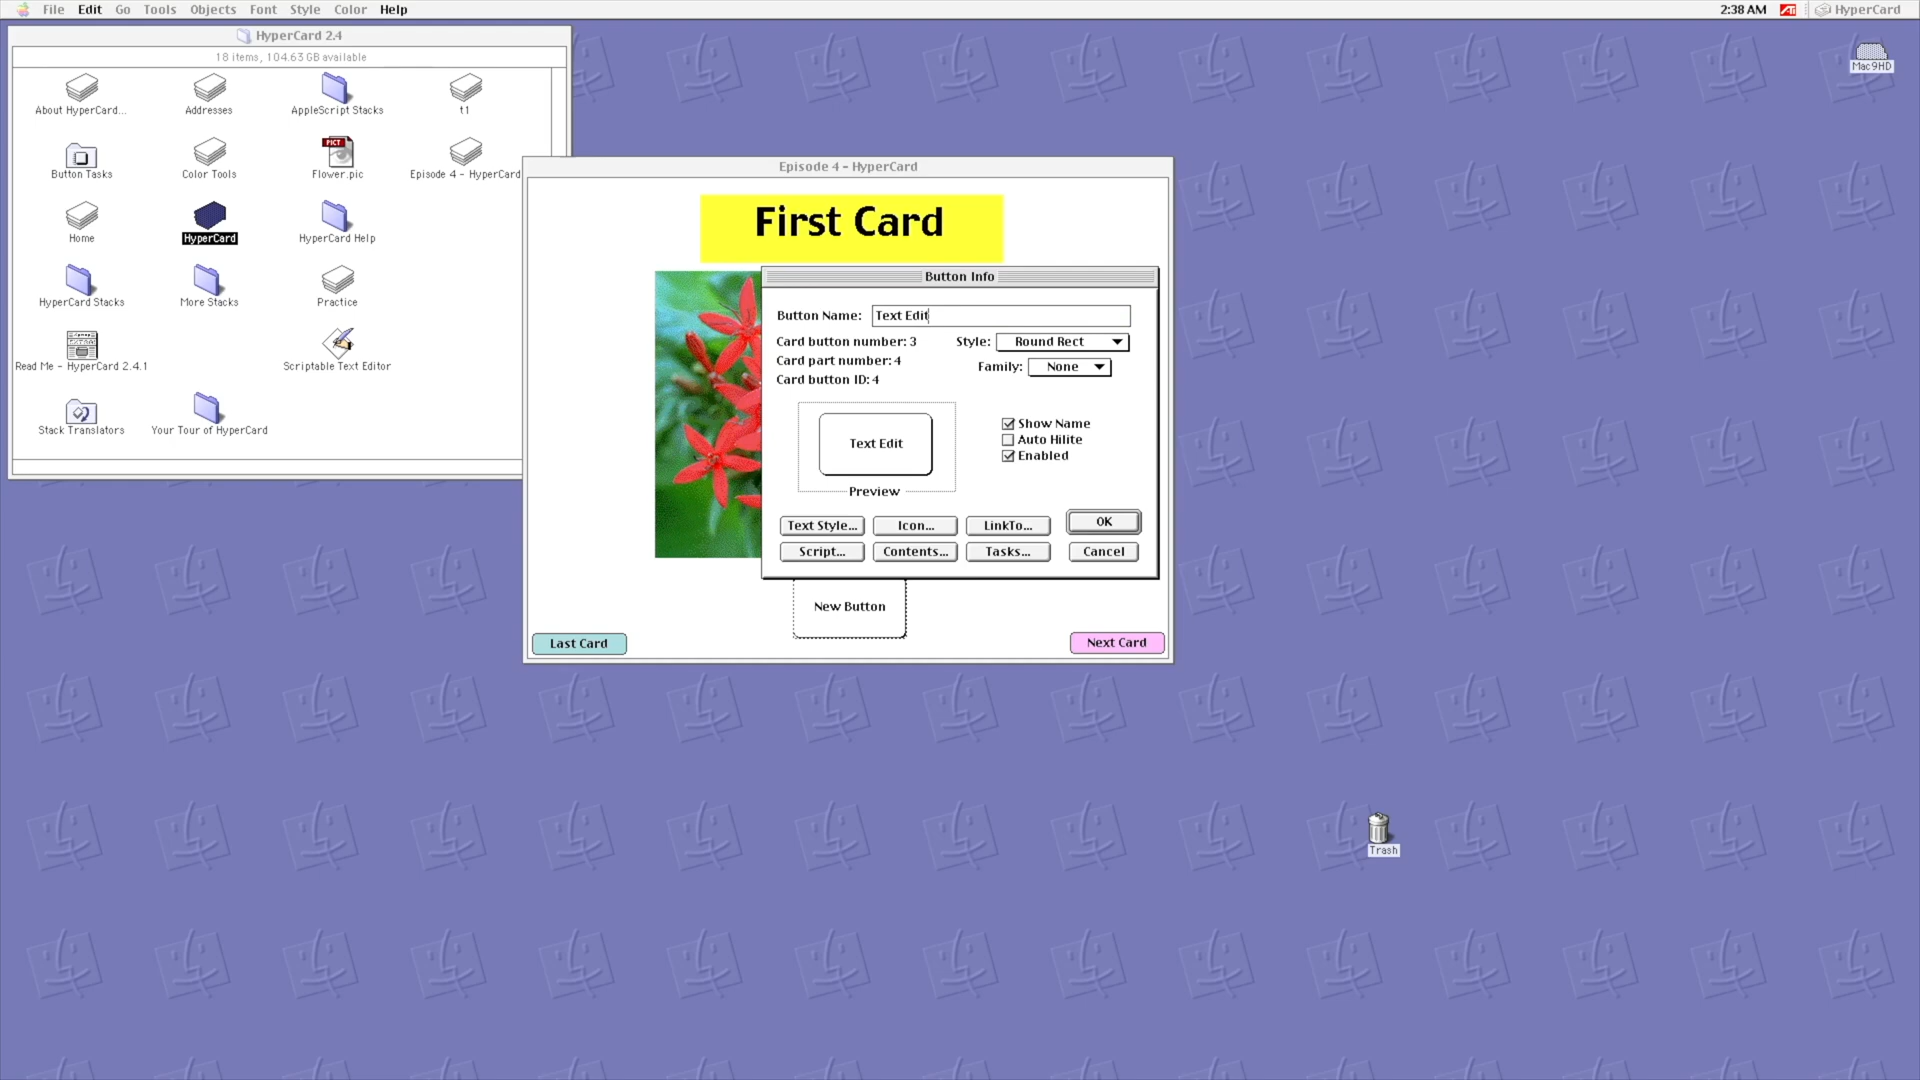 File Edit Go Tools Objects Font Style Color Help
2:38 AM
HyperCard
HyperCard 2.4
18 items, 104.63 GB available
About HyperCard...
Addresses
AppleScript Stacks
t1
Button Tasks
Color Tools
PICT
Flower.pic
Episode 4 - HyperCard
Home
HyperCard
HyperCard Help
HyperCard Stacks
More Stacks
Practice
Read Me - HyperCard 2.4.1
Scriptable Text Editor
Stack Translators
Your Tour of HyperCard
Mac9HD
Episode 4 - HyperCard
First Card
Button Info
Button Name: Text Edit
Card button number: 3
Style: Round Rect
Card part number: 4
Family: None
Card button ID: 4
Text Edit
Preview
Show Name
Auto Hilite
Enabled
Text Style...
Icon...
LinkTo...
OK
Script...
Contents...
Tasks...
Cancel
New Button
Last Card
Next Card
Trash